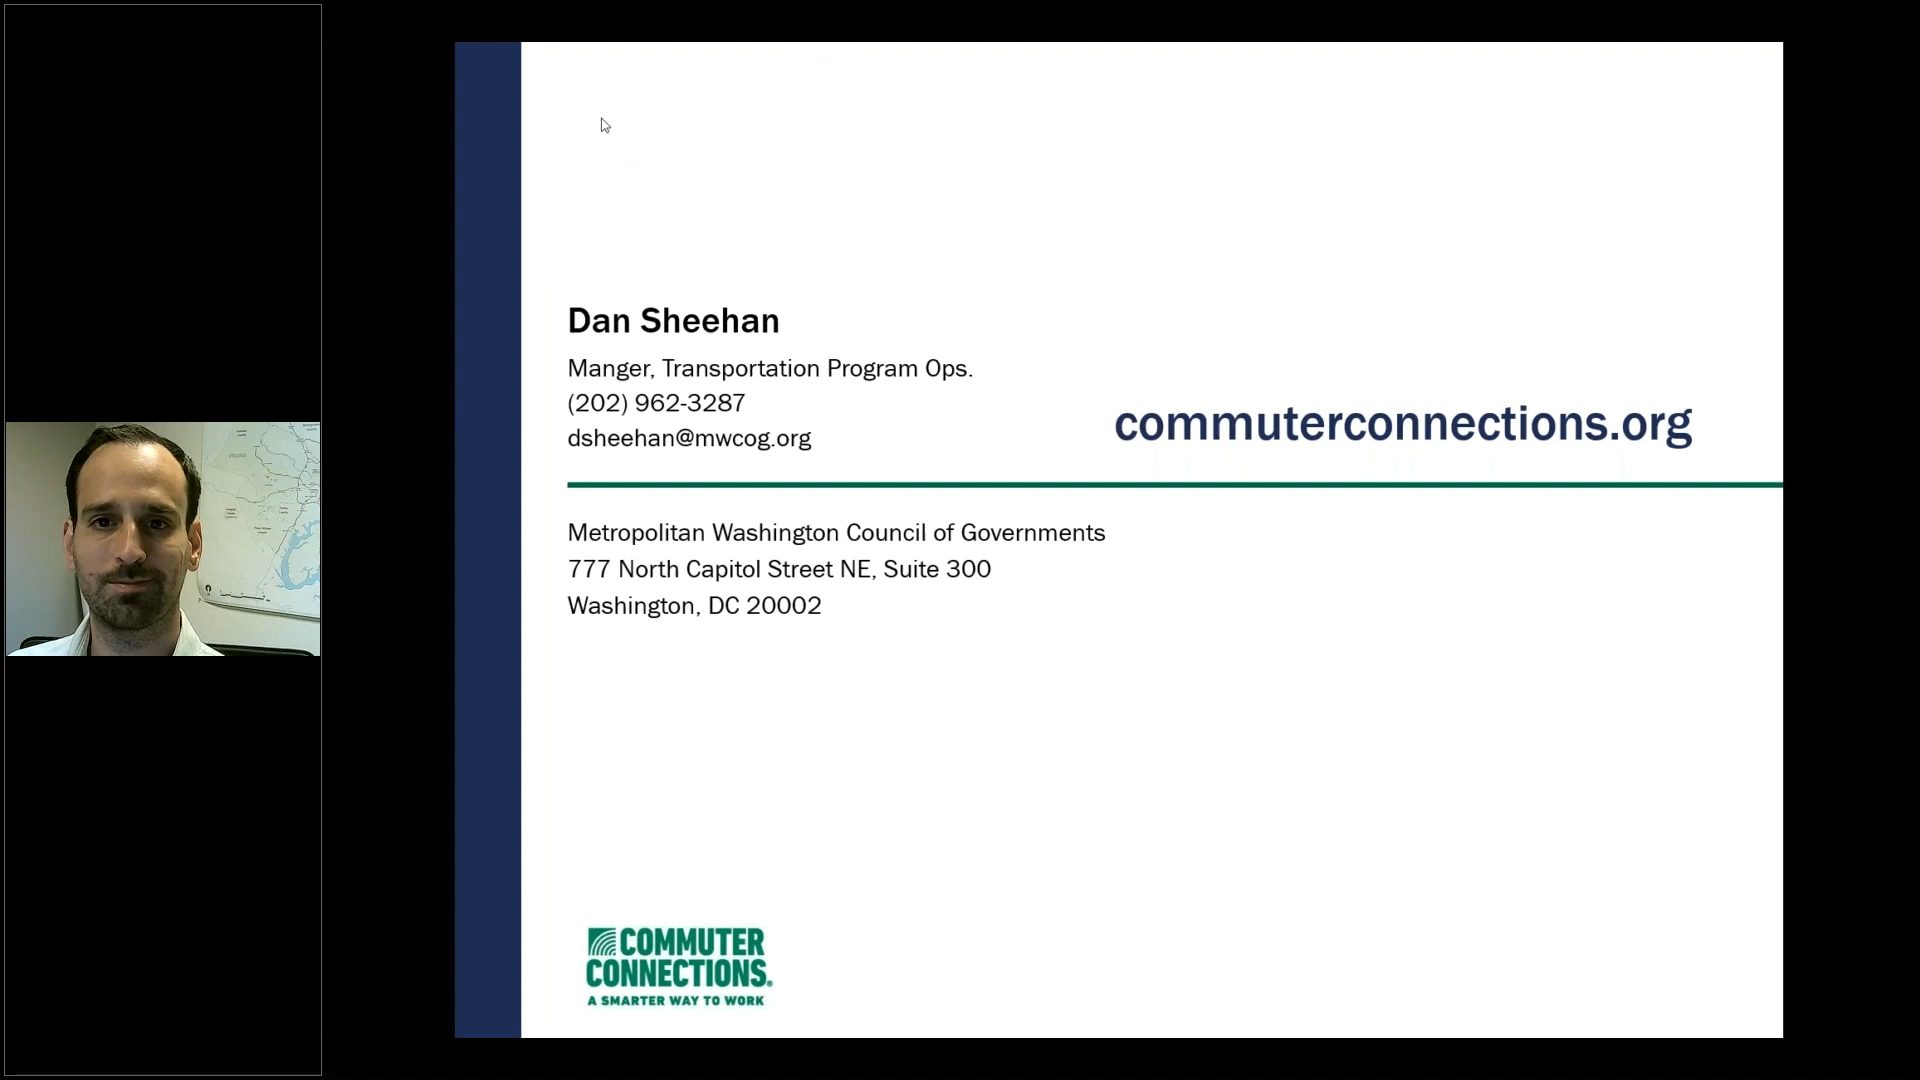 Dan Sheehan
Manger, Transportation Program Ops.
(202) 962-3287
dsheehan@mwcog.org
commuterconnections.org
Metropolitan Washington Council of Governments
777 North Capitol Street NE, Suite 300
Washington, DC 20002
COMMUTER
CONNECTIONS®
A SMARTER WAY TO WORK